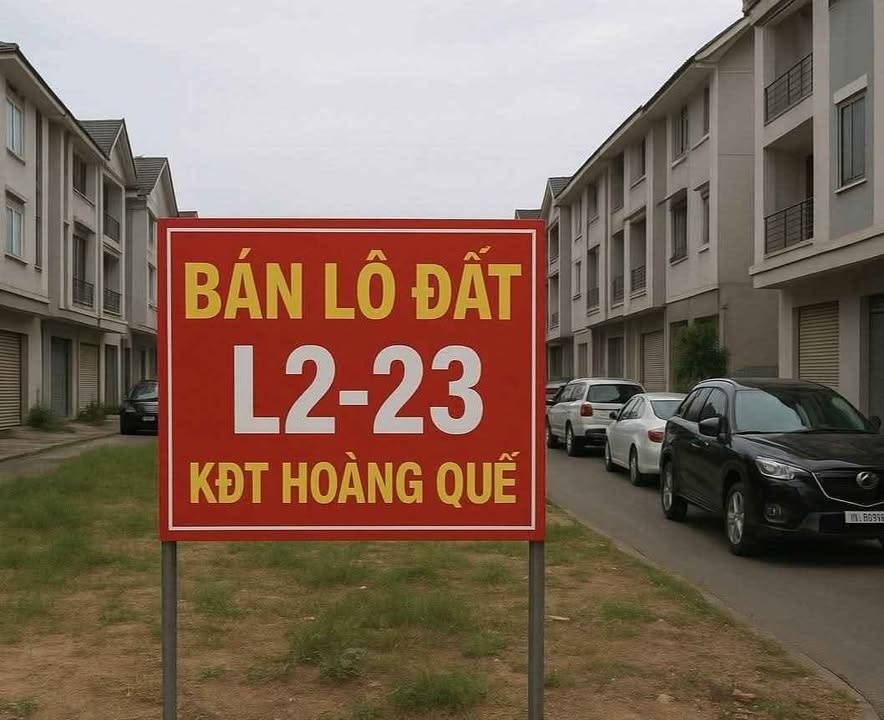 BÁN LÔ ĐẤT
L2-23
KĐT HOÀNG QUẾ